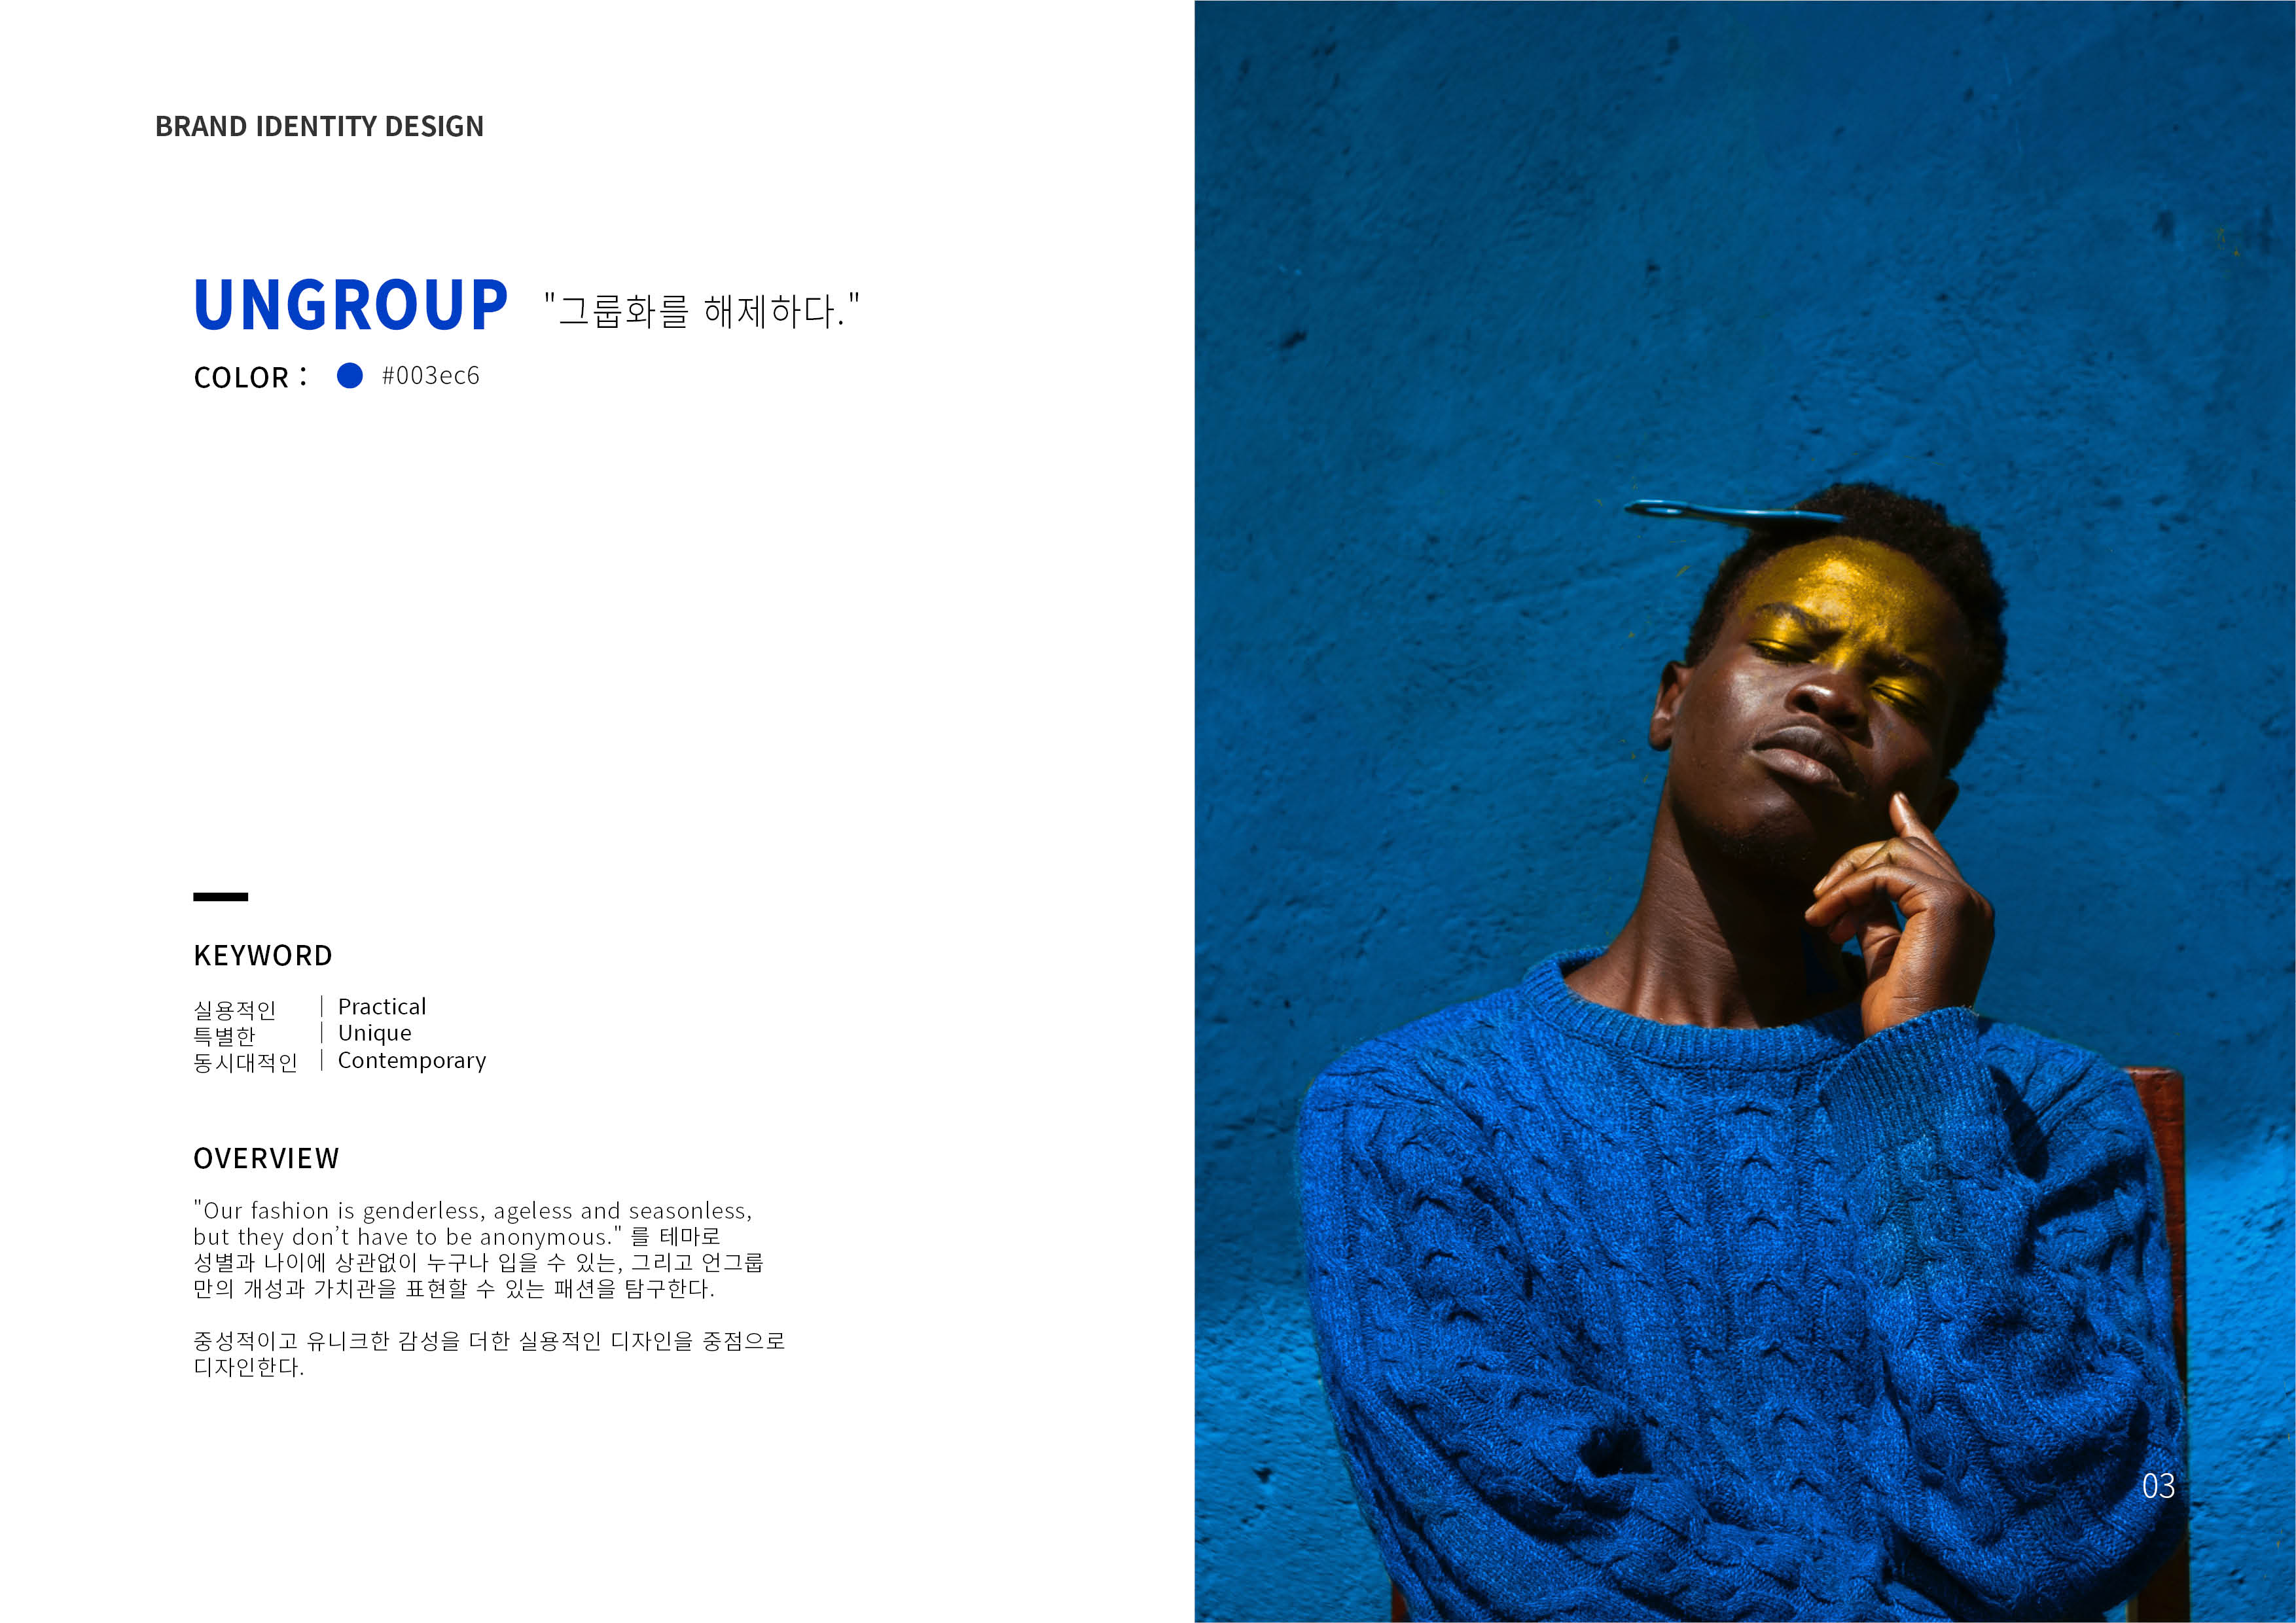 BRAND IDENTITY DESIGN
UNGROUP "그룹화를 해제하다."
COLOR : #003ec6
KEYWORD
실용적인 | Practical
특별한 | Unique
동시대적인 | Contemporary
OVERVIEW
"Our fashion is genderless, ageless and seasonless,
but they don’t have to be anonymous." 를 테마로
성별과 나이에 상관없이 누구나 입을 수 있는, 그리고 언그룹
만의 개성과 가치관을 표현할 수 있는 패션을 탐구한다.
중성적이고 유니크한 감성을 더한 실용적인 디자인을 중점으로
디자인한다.
03